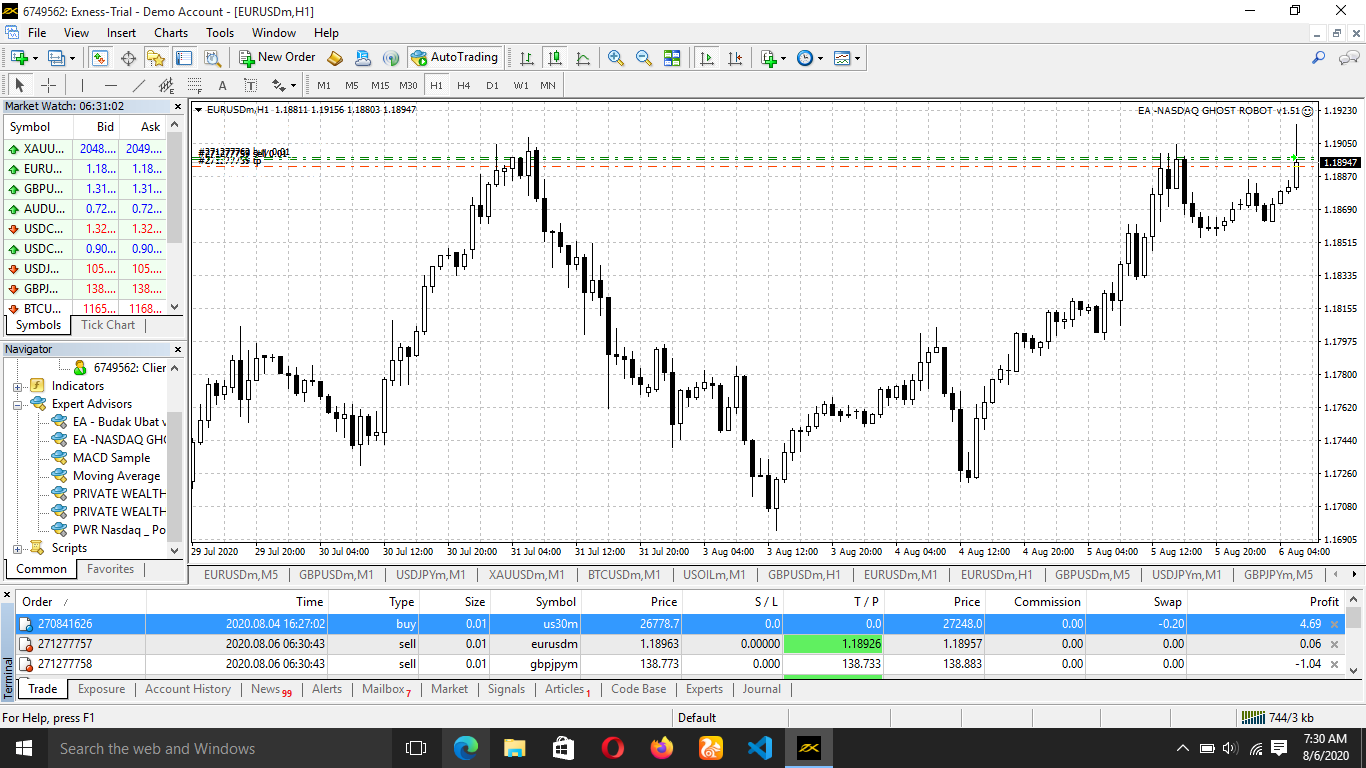 6749562: Exness-Trial - Demo Account - [EURUSDm,H1]
File View Insert Charts Tools Window Help
New Order AutoTrading
A T M1 M5 M15 M30 H1 H4 D1 W1 MN
Market Watch: 06:31:02
Symbol Bid Ask
XAUU... 2048.... 2049....
EURU... 1.18... 1.18...
GBPU... 1.31... 1.31...
AUDU... 0.72... 0.72...
USDC... 1.32... 1.32...
USDC... 0.90... 0.90...
USDJ... 105.... 105....
GBPJ... 138.... 138....
BTCU... 1165... 1168...
Symbols Tick Chart
Navigator
6749562: Clier
Indicators
Expert Advisors
EA - Budak Ubat v
EA -NASDAQ GHO
MACD Sample
Moving Average
PRIVATE WEALTH
PRIVATE WEALTH
PWR Nasdaq _ Po
Scripts
Common Favorites
EURUSDm,H1 1.18811 1.19156 1.18803 1.18947
EA -NASDAQ GHOST ROBOT v1.51
1.19230
1.19050
1.18947
1.18870
1.18690
1.18515
1.18335
1.18155
1.17975
1.17800
1.17620
1.17440
1.17260
1.17080
1.16905
29 Jul 2020 29 Jul 20:00 30 Jul 04:00 30 Jul 12:00 30 Jul 20:00 31 Jul 04:00 31 Jul 12:00 31 Jul 20:00 3 Aug 04:00 3 Aug 12:00 3 Aug 20:00 4 Aug 04:00 4 Aug 12:00 4 Aug 20:00 5 Aug 04:00 5 Aug 12:00 5 Aug 20:00 6 Aug 04:00
EURUSDm,M5 GBPUSDm,M1 USDJPYm,M1 XAUUSDm,M1 BTCUSDm,M1 USOILm,M1 GBPUSDm,H1 EURUSDm,M1 EURUSDm,H1 GBPUSDm,M5 USDJPYm,M1 GBPJPYm,M5
Order / Time Type Size Symbol Price S / L T / P Price Commission Swap Profit
270841626 2020.08.04 16:27:02 buy 0.01 us30m 26778.7 0.0 0.0 27248.0 0.00 -0.20 4.69
271277757 2020.08.06 06:30:43 sell 0.01 eurusdm 1.18963 0.00000 1.18926 1.18957 0.00 0.00 0.06
271277758 2020.08.06 06:30:43 sell 0.01 gbpjpym 138.773 0.000 138.733 138.883 0.00 0.00 -1.04
Terminal
Trade Exposure Account History News 99 Alerts Mailbox 7 Market Signals Articles 1 Code Base Experts Journal
For Help, press F1 Default 744/3 kb
Search the web and Windows
7:30 AM
8/6/2020